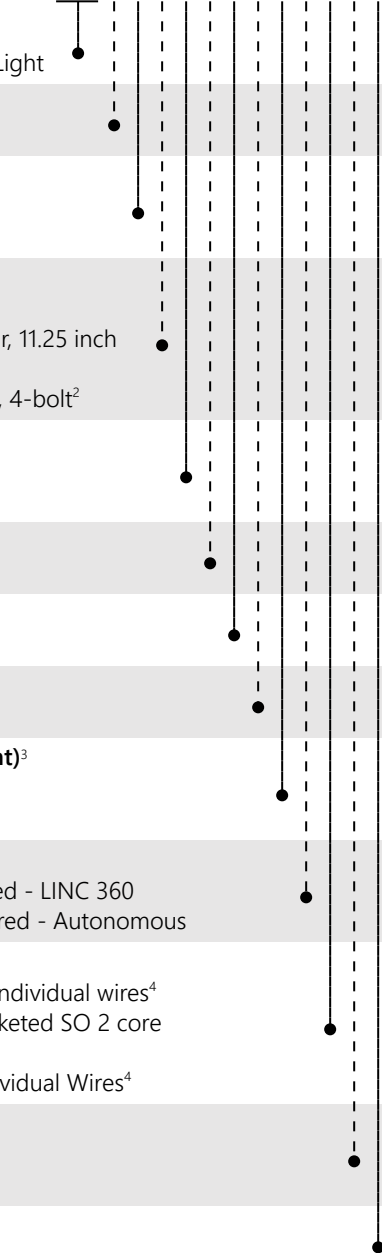 Light
r, 11.25 inch
, 4-bolt²
nt)³
ed - LINC 360
red - Autonomous
ndividual wires⁴
keted SO 2 core
vidual Wires⁴